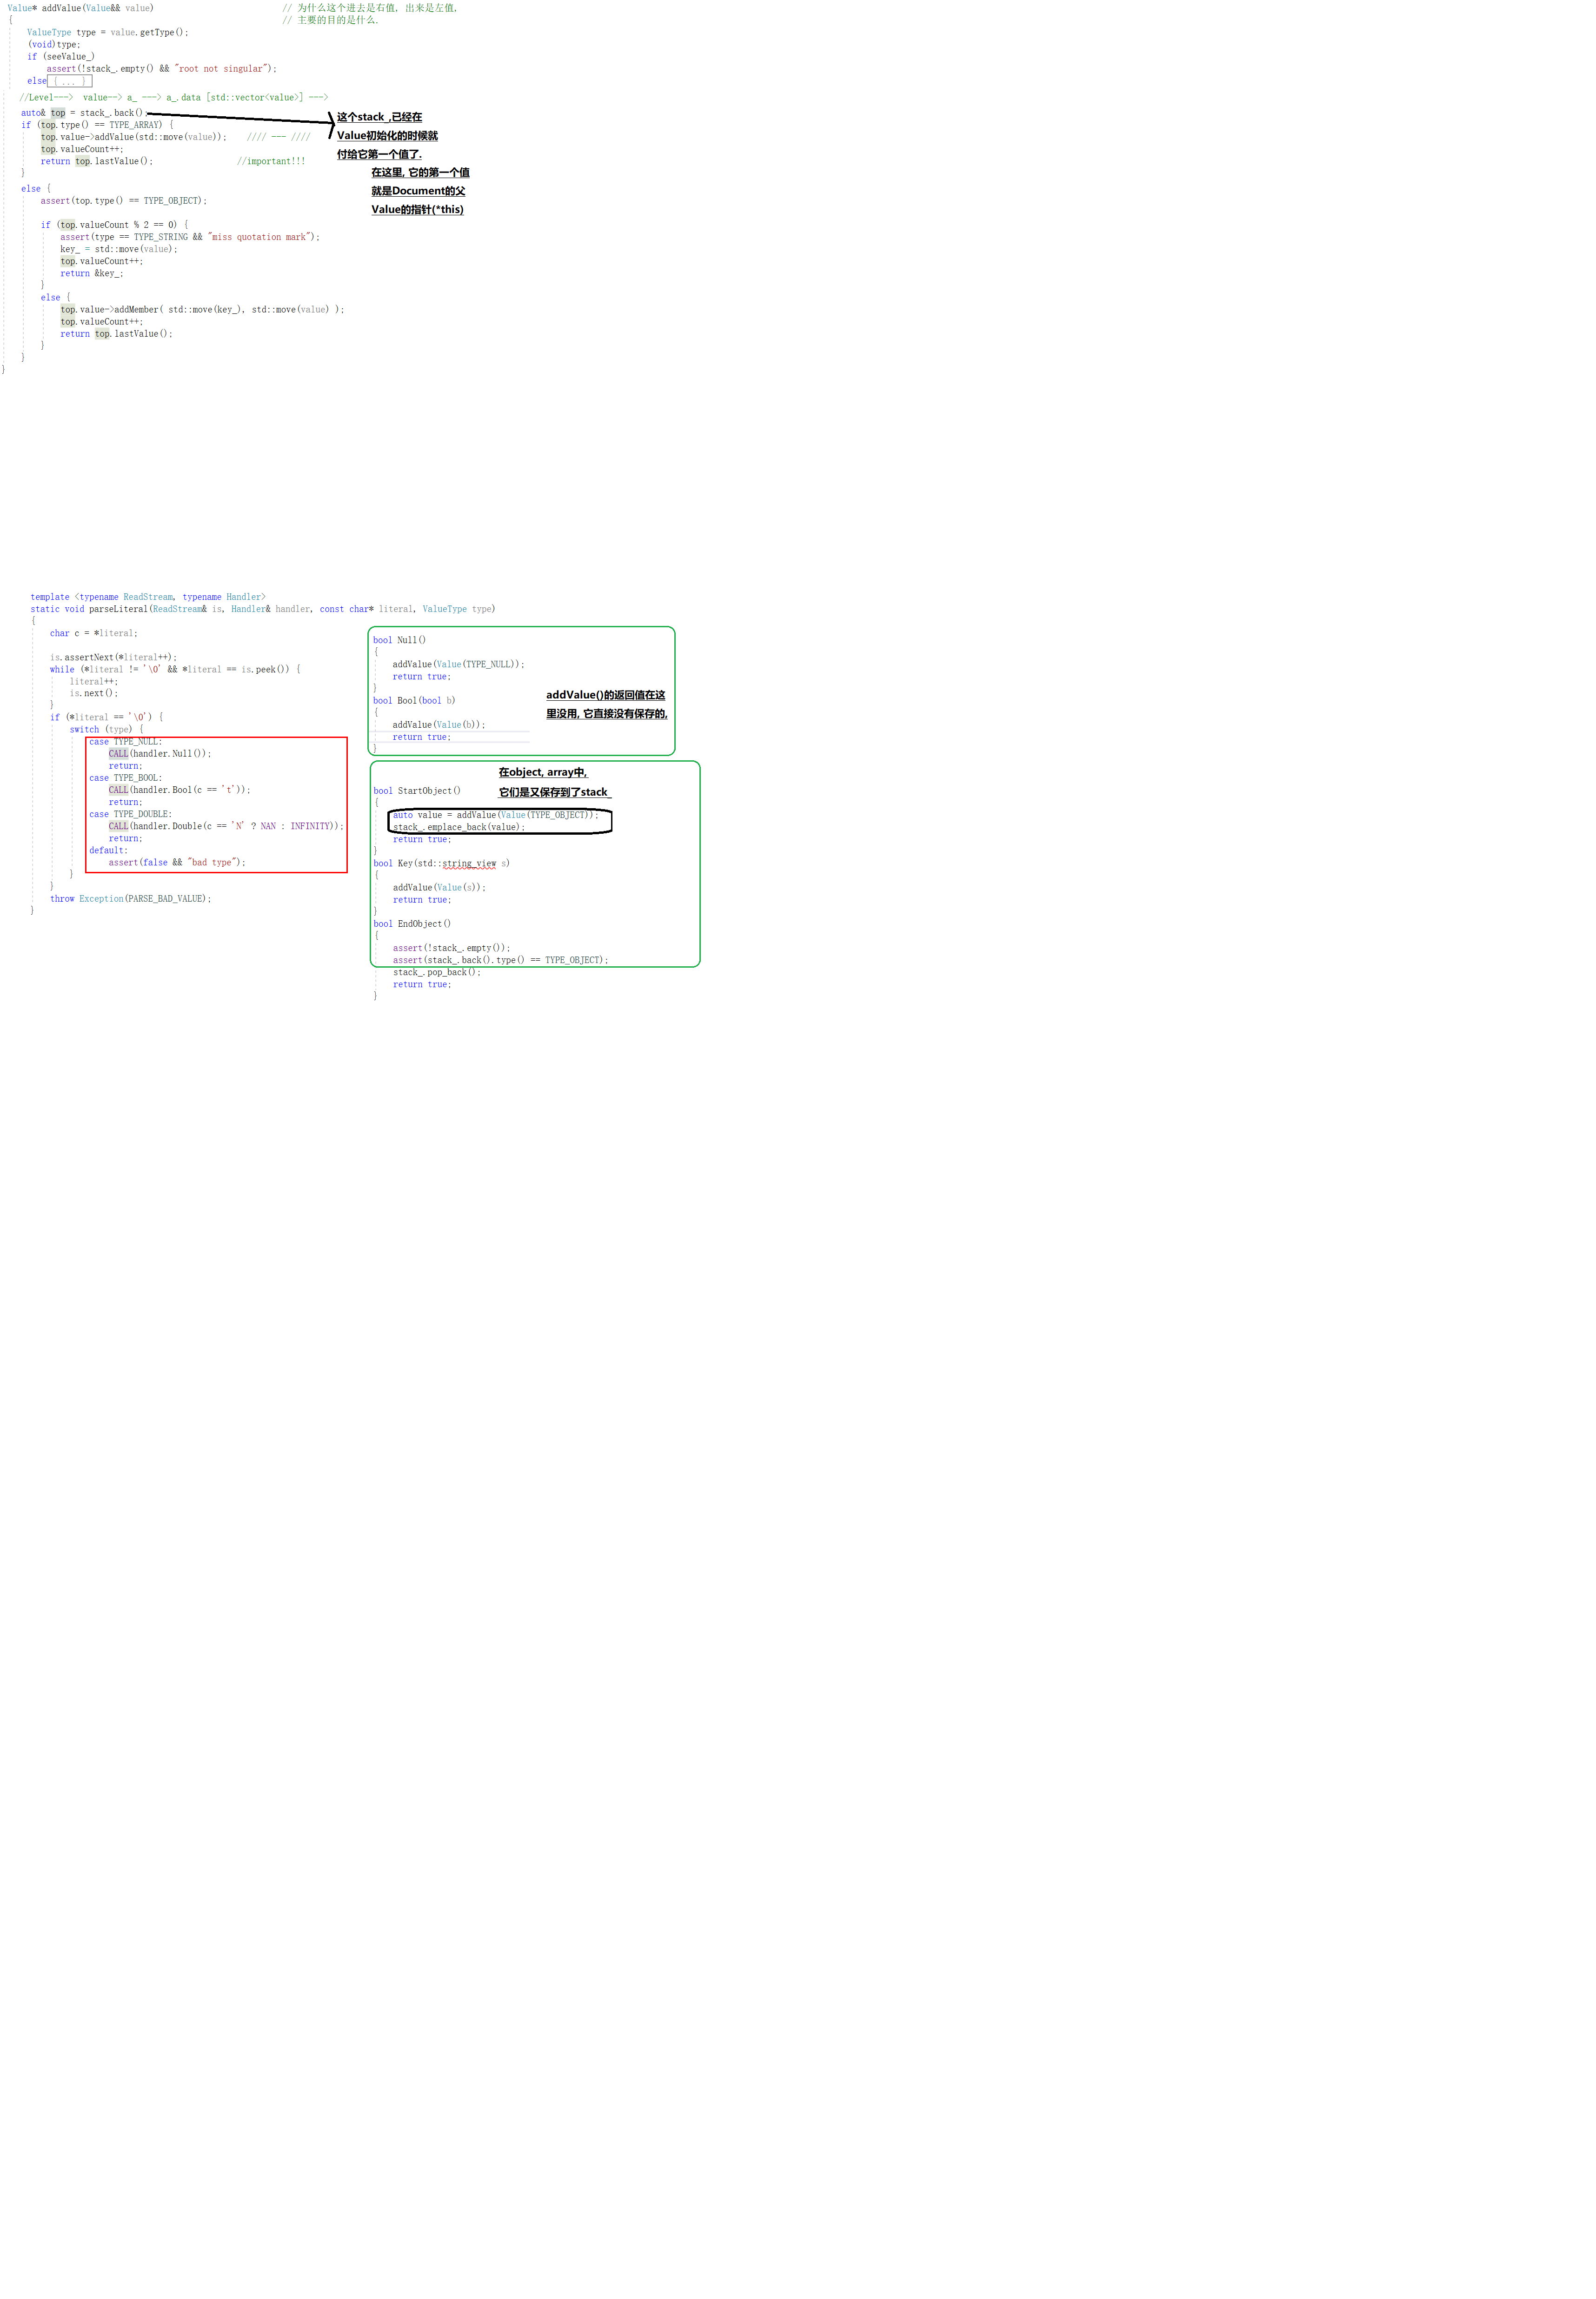 Value* addValue(Value&& value) // 为什么这个进去是右值, 出来是左值,
{ // 主要的目的是什么.
ValueType type = value.getType();
(void)type;
if (seeValue_)
assert(!stack_.empty() && "root not singular");
else { ... }
//Level---> value--> a_ ---> a_.data [std::vector<value>] --->
auto& top = stack_.back();
if (top.type() == TYPE_ARRAY) {
top.value->addValue(std::move(value)); //// --- ////
top.valueCount++;
return top.lastValue(); //important!!!
}
else {
assert(top.type() == TYPE_OBJECT);
if (top.valueCount % 2 == 0) {
assert(type == TYPE_STRING && "miss quotation mark");
key_ = std::move(value);
top.valueCount++;
return &key_;
}
else {
top.value->addMember( std::move(key_), std::move(value) );
top.valueCount++;
return top.lastValue();
}
}
}
这个stack_,已经在
Value初始化的时候就
付给它第一个值了.
在这里, 它的第一个值
就是Document的父
Value的指针(*this)
template <typename ReadStream, typename Handler>
static void parseLiteral(ReadStream& is, Handler& handler, const char* literal, ValueType type)
{
char c = *literal;
is.assertNext(*literal++);
while (*literal != '\0' && *literal == is.peek()) {
literal++;
is.next();
}
if (*literal == '\0') {
switch (type) {
case TYPE_NULL:
CALL(handler.Null());
return;
case TYPE_BOOL:
CALL(handler.Bool(c == 't'));
return;
case TYPE_DOUBLE:
CALL(handler.Double(c == 'N' ? NAN : INFINITY));
return;
default:
assert(false && "bad type");
}
}
throw Exception(PARSE_BAD_VALUE);
}
bool Null()
{
addValue(Value(TYPE_NULL));
return true;
}
bool Bool(bool b)
{
addValue(Value(b));
return true;
}
addValue()的返回值在这
里没用, 它直接没有保存的,
在object, array中,
它们是又保存到了stack_
bool StartObject()
{
auto value = addValue(Value(TYPE_OBJECT));
stack_.emplace_back(value);
return true;
}
bool Key(std::string_view s)
{
addValue(Value(s));
return true;
}
bool EndObject()
{
assert(!stack_.empty());
assert(stack_.back().type() == TYPE_OBJECT);
stack_.pop_back();
return true;
}